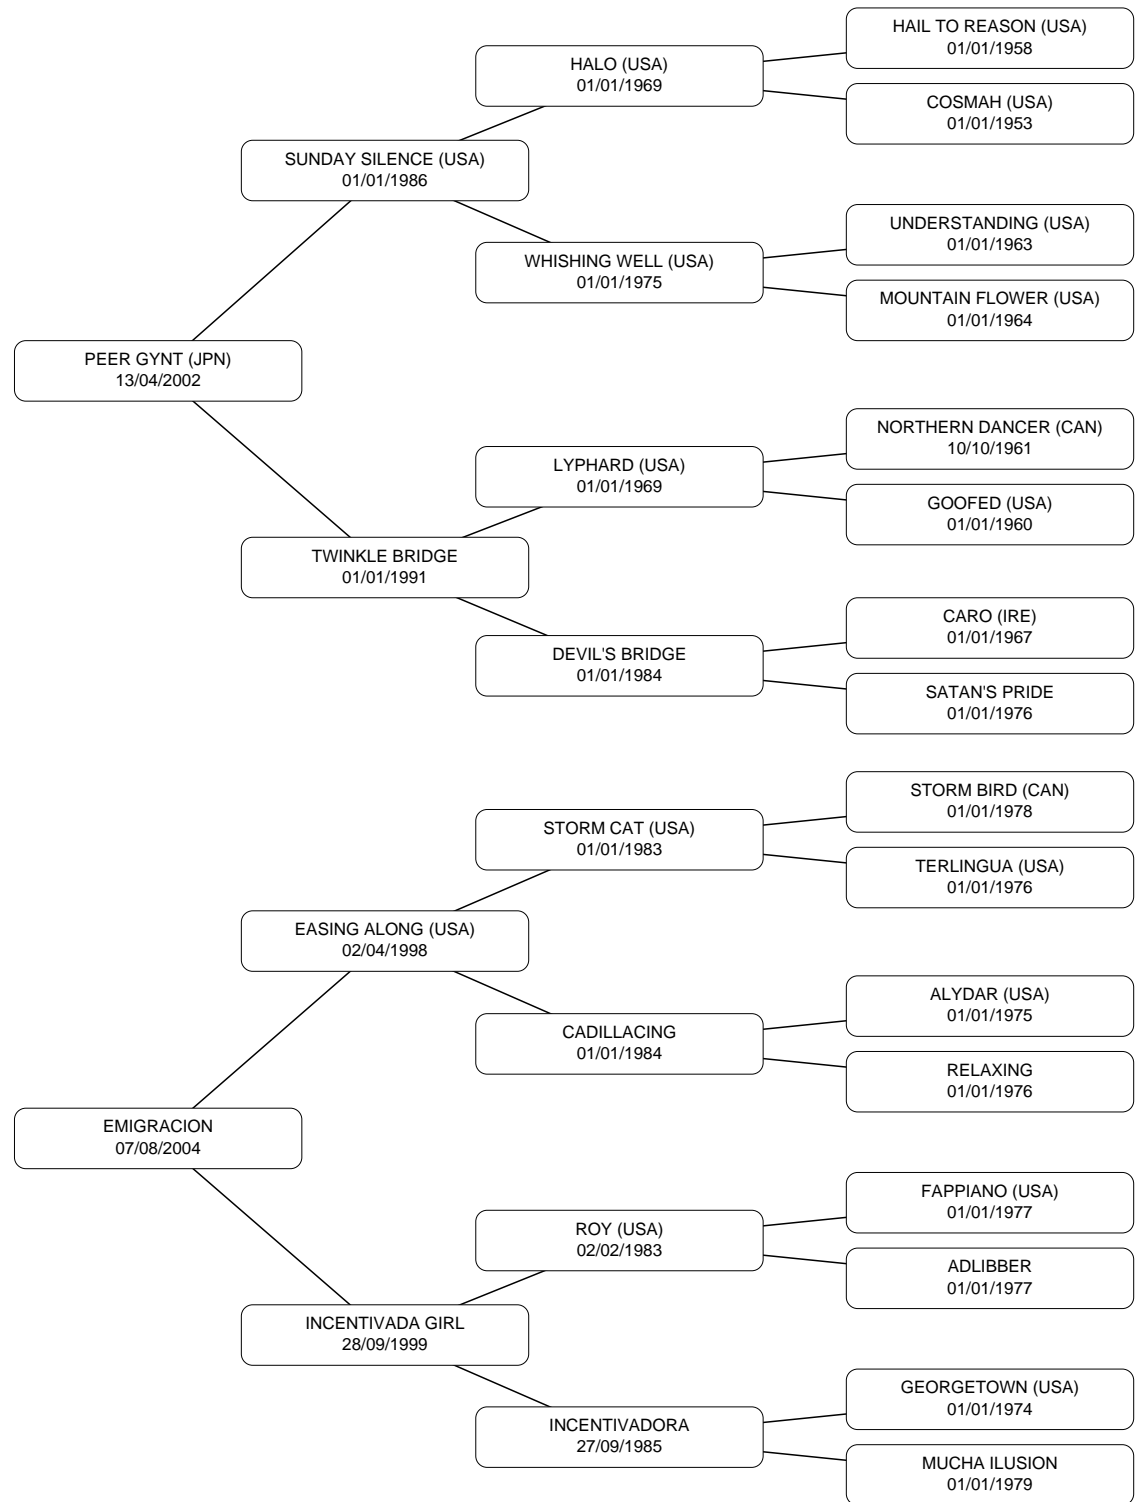 HAIL TO REASON (USA)
01/01/1958
HALO (USA)
01/01/1969
COSMAH (USA)
01/01/1953
SUNDAY SILENCE (USA)
01/01/1986
UNDERSTANDING (USA)
01/01/1963
WHISHING WELL (USA)
01/01/1975
MOUNTAIN FLOWER (USA)
01/01/1964
PEER GYNT (JPN)
13/04/2002
NORTHERN DANCER (CAN)
10/10/1961
LYPHARD (USA)
01/01/1969
GOOFED (USA)
01/01/1960
TWINKLE BRIDGE
01/01/1991
CARO (IRE)
01/01/1967
DEVIL'S BRIDGE
01/01/1984
SATAN'S PRIDE
01/01/1976
STORM BIRD (CAN)
01/01/1978
STORM CAT (USA)
01/01/1983
TERLINGUA (USA)
01/01/1976
EASING ALONG (USA)
02/04/1998
ALYDAR (USA)
01/01/1975
CADILLACING
01/01/1984
RELAXING
01/01/1976
EMIGRACION
07/08/2004
FAPPIANO (USA)
01/01/1977
ROY (USA)
02/02/1983
ADLIBBER
01/01/1977
INCENTIVADA GIRL
28/09/1999
GEORGETOWN (USA)
01/01/1974
INCENTIVADORA
27/09/1985
MUCHA ILUSION
01/01/1979